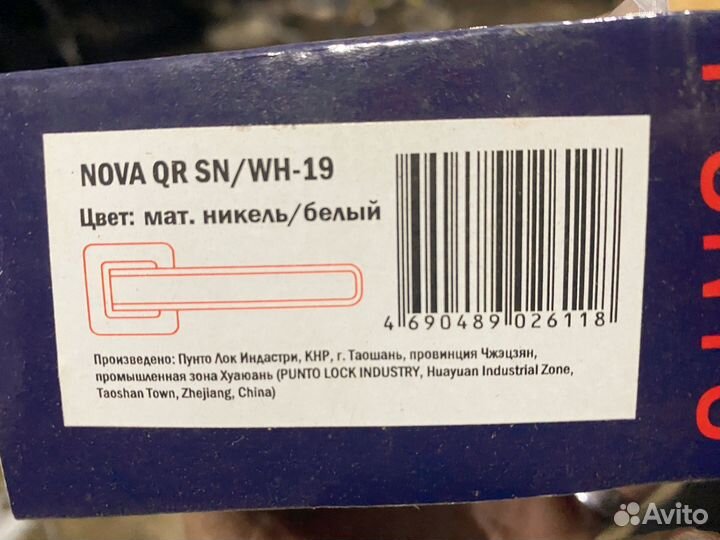 NOVA QR SN/WH-19
Цвет: мат. никель/белый
4 690489 026118
Произведено: Пунто Лок Индастри, КНР, г. Таошань, провинция Чжэцзян,
промышленная зона Хуаюань (PUNTO LOCK INDUSTRY, Huayuan Industrial Zone,
Taoshan Town, Zhejiang, China)
PUNTO
Avito